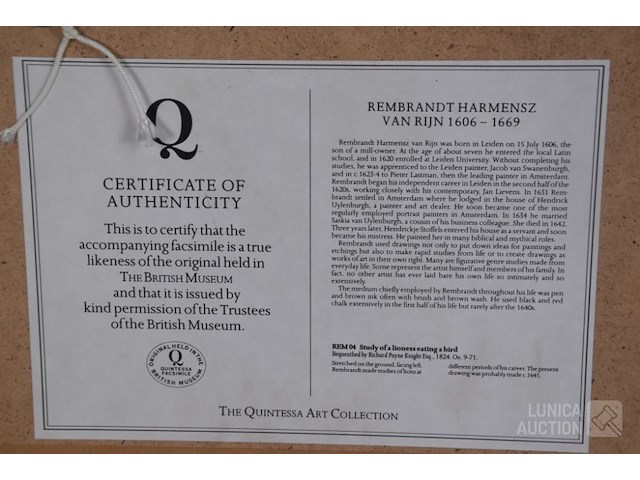 Q
CERTIFICATE OF
AUTHENTICITY
This is to certify that the
accompanying facsimile is a true
likeness of the original held in
THE BRITISH MUSEUM
and that it is issued by
kind permission of the Trustees
of the British Museum.
ORIGINAL HELD IN THE
BRITISH MUSEUM
Q
QUINTESSA
FACSIMILE
REMBRANDT HARMENSZ
VAN RIJN 1606 – 1669
Rembrandt Harmensz van Rijn was born in Leiden on 15 July 1606, the
son of a mill-owner. At the age of about seven he entered the local Latin
school, and in 1620 enrolled at Leiden University. Without completing his
studies, he was apprenticed to the Leiden painter, Jacob van Swanenburgh,
and in c 1623-4 to Pieter Lastman, then the leading painter in Amsterdam.
Rembrandt began his independent career in Leiden in the second half of the
1620s, working closely with his contemporary, Jan Lievens. In 1631 Rem-
brandt settled in Amsterdam where he lodged in the house of Hendrick
Uylenburgh, a painter and art dealer. He soon became one of the most
regularly employed portrait painters in Amsterdam. In 1634 he married
Saskia van Uylenburgh, a cousin of his business colleague. She died in 1642.
Three years later, Hendrickje Stoffels entered his house as a servant and soon
became his mistress. He painted her in many biblical and mythical roles.
Rembrandt used drawings not only to put down ideas for paintings and
etchings but also to make rapid studies from life or to create drawings as
works of art in their own right. Many are figurative genre studies made from
everyday life. Some represent the artist himself and members of his family. In
fact, no other artist has ever laid bare his own life so intimately and so
extensively.
The medium chiefly employed by Rembrandt throughout his life was pen
and brown ink often with brush and brown wash. He used black and red
chalk extensively in the first half of his life but rarely after the 1640s.
REM 04 Study of a lioness eating a bird
Bequeathed by Richard Payne Knight Esq., 1824. Oo. 9-71.
Stretched on the ground, facing left.
Rembrandt made studies of lions at
different periods of his career. The present
drawing was probably made c.1641.
THE QUINTESSA ART COLLECTION
LUNICA
AUCTION